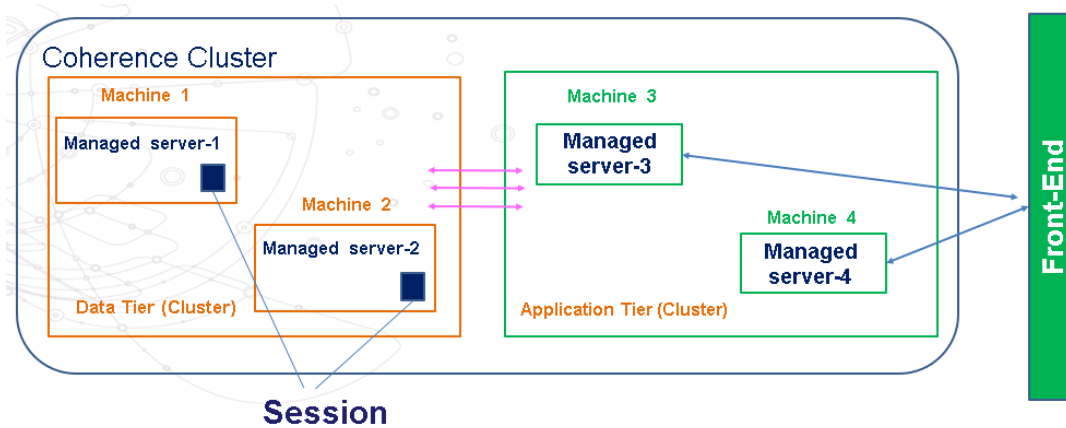 Coherence Cluster
Machine 1
Managed server-1
Machine 2
Managed server-2
Data Tier (Cluster)
Machine 3
Managed
server-3
Machine 4
Managed
server-4
Application Tier (Cluster)
Front-End
Session